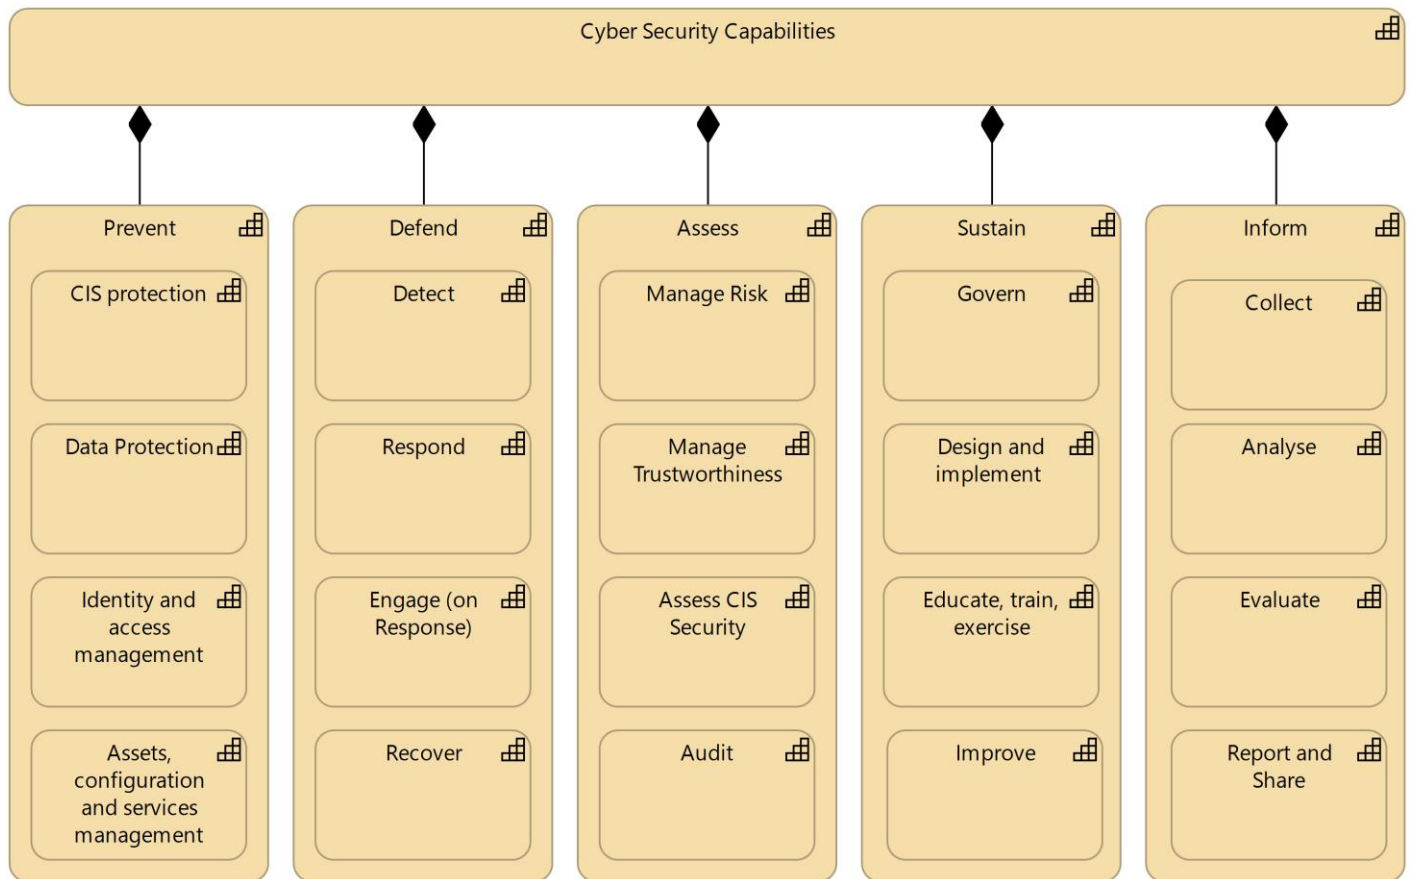 Cyber Security Capabilities
Prevent
CIS protection
Data Protection
Identity and
access
management
Assets,
configuration
and services
management
Defend
Detect
Respond
Engage (on
Response)
Recover
Assess
Manage Risk
Manage
Trustworthiness
Assess CIS
Security
Audit
Sustain
Govern
Design and
implement
Educate, train,
exercise
Improve
Inform
Collect
Analyse
Evaluate
Report and
Share